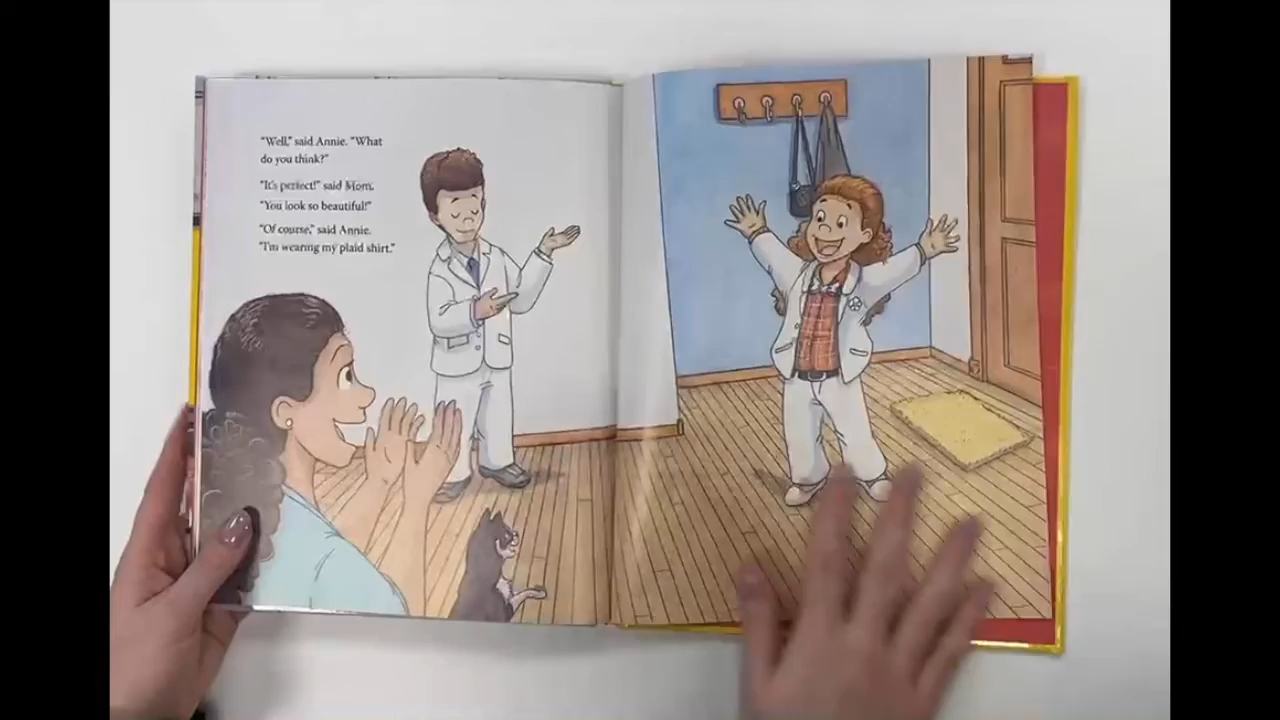 "Well," said Annie. "What
do you think?"
"It's perfect!" said Mom.
"You look so beautiful!"
"Of course," said Annie.
"I'm wearing my plaid shirt."